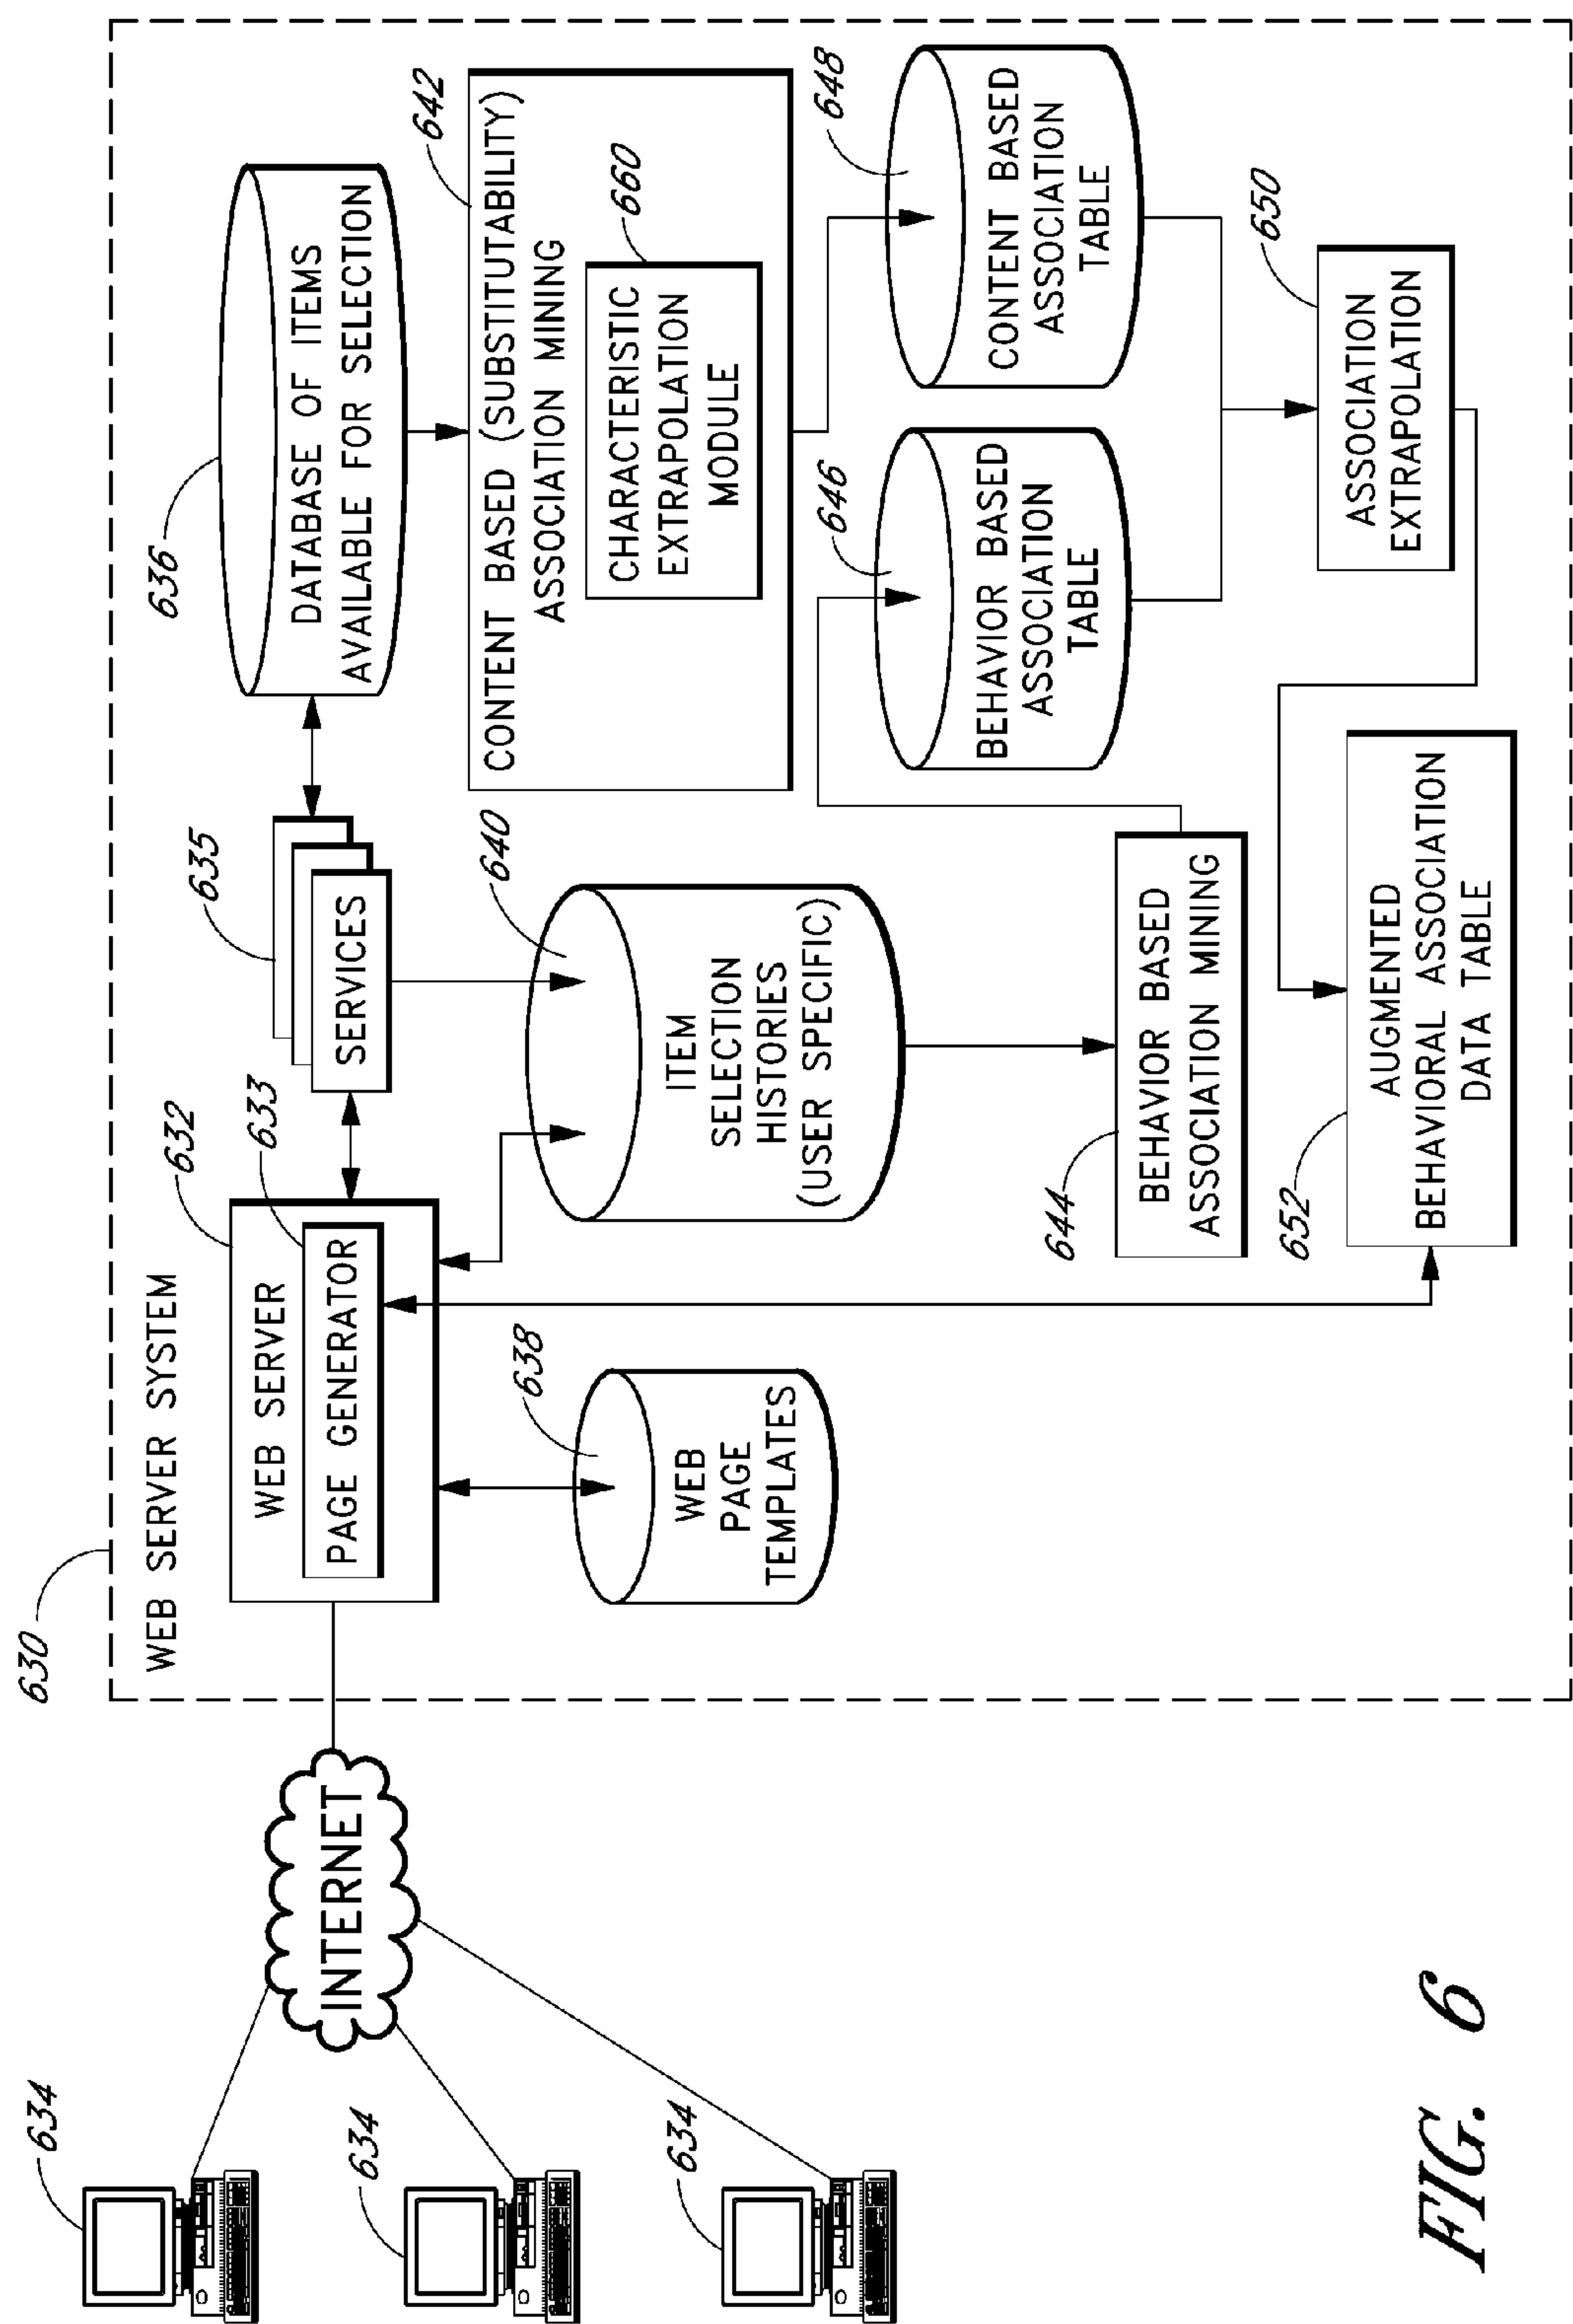 634
634
634
INTERNET
630
WEB SERVER SYSTEM
632
WEB SERVER
633
PAGE GENERATOR
638
WEB
PAGE
TEMPLATES
635
SERVICES
640
ITEM
SELECTION
HISTORIES
(USER SPECIFIC)
644
BEHAVIOR BASED
ASSOCIATION MINING
652
AUGMENTED
BEHAVIORAL ASSOCIATION
DATA TABLE
636
DATABASE OF ITEMS
AVAILABLE FOR SELECTION
642
CONTENT BASED (SUBSTITUTABILITY)
ASSOCIATION MINING
660
CHARACTERISTIC
EXTRAPOLATION
MODULE
646
BEHAVIOR BASED
ASSOCIATION
TABLE
648
CONTENT BASED
ASSOCIATION
TABLE
650
ASSOCIATION
EXTRAPOLATION
FIG. 6